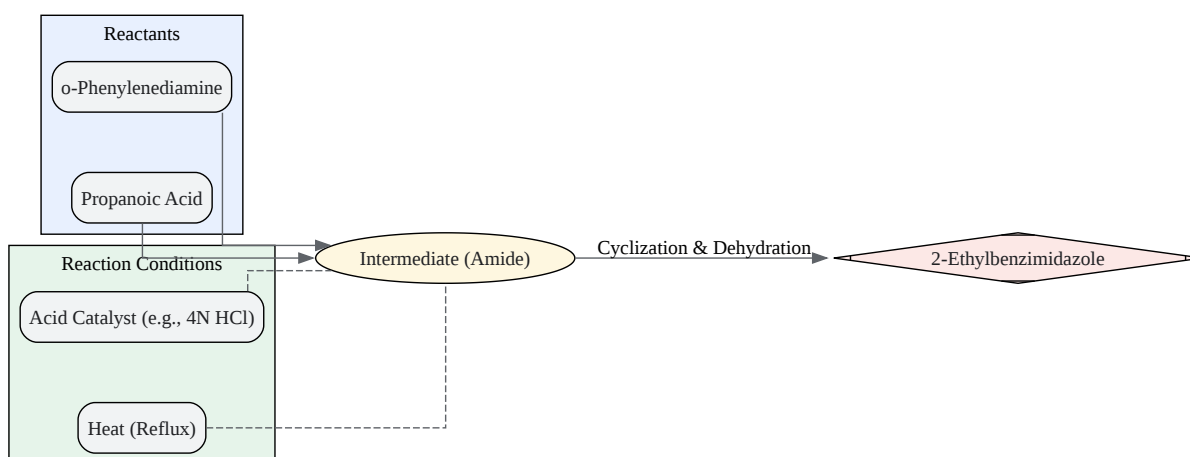 Reactants
o-Phenylenediamine
Propanoic Acid
Reaction Conditions
Acid Catalyst (e.g., 4N HCl)
Heat (Reflux)
Intermediate (Amide)
Cyclization & Dehydration
2-Ethylbenzimidazole